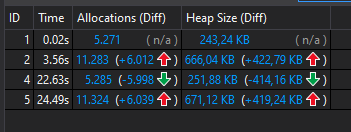 ID Time Allocations (Diff) Heap Size (Diff)
1 0.02s 5.271 ( n/a ) 243,24 KB ( n/a )
2 3.56s 11.283 (+6.012 ) 666,04 KB (+422,79 KB )
4 22.63s 5.285 (-5.998 ) 251,88 KB (-414,16 KB )
5 24.49s 11.324 (+6.039 ) 671,12 KB (+419,24 KB )